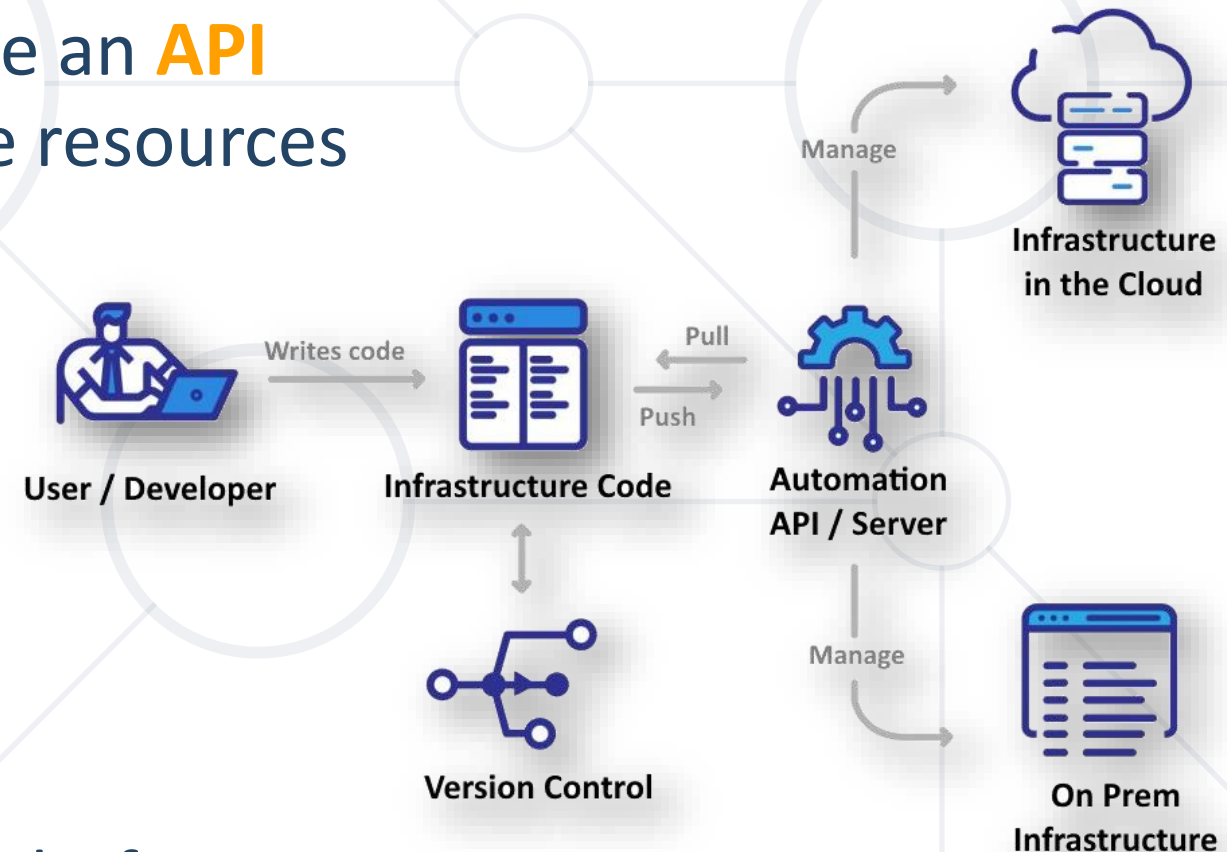 e an API
e resources
Manage
Infrastructure
in the Cloud
Writes code
Pull
Push
User / Developer
Infrastructure Code
Automation
API / Server
Manage
Version Control
On Prem
Infrastructure